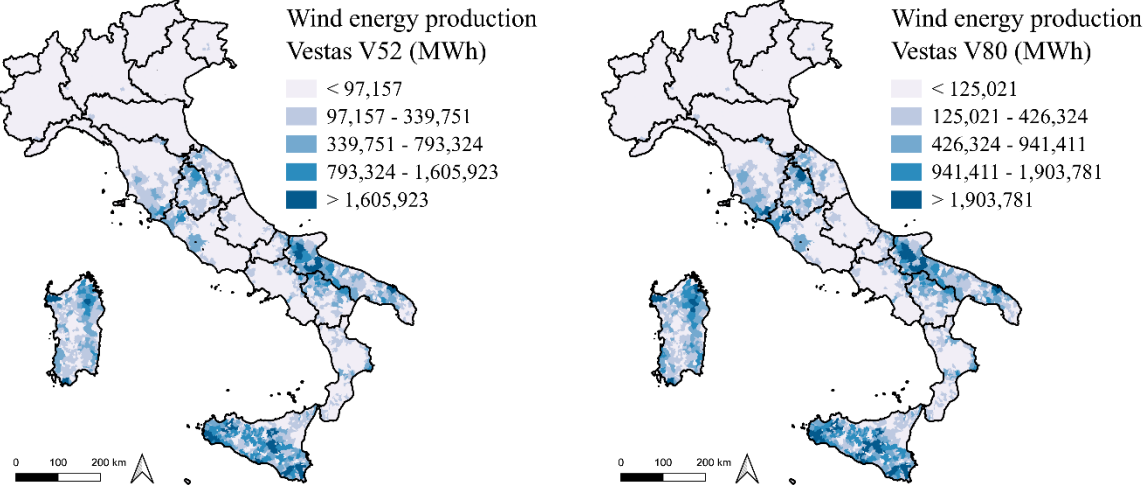 Wind energy production
Vestas V52 (MWh)
< 97,157
97,157 - 339,751
339,751 - 793,324
793,324 - 1,605,923
> 1,605,923
0 100 200 km
Wind energy production
Vestas V80 (MWh)
< 125,021
125,021 - 426,324
426,324 - 941,411
941,411 - 1,903,781
> 1,903,781
0 100 200 km